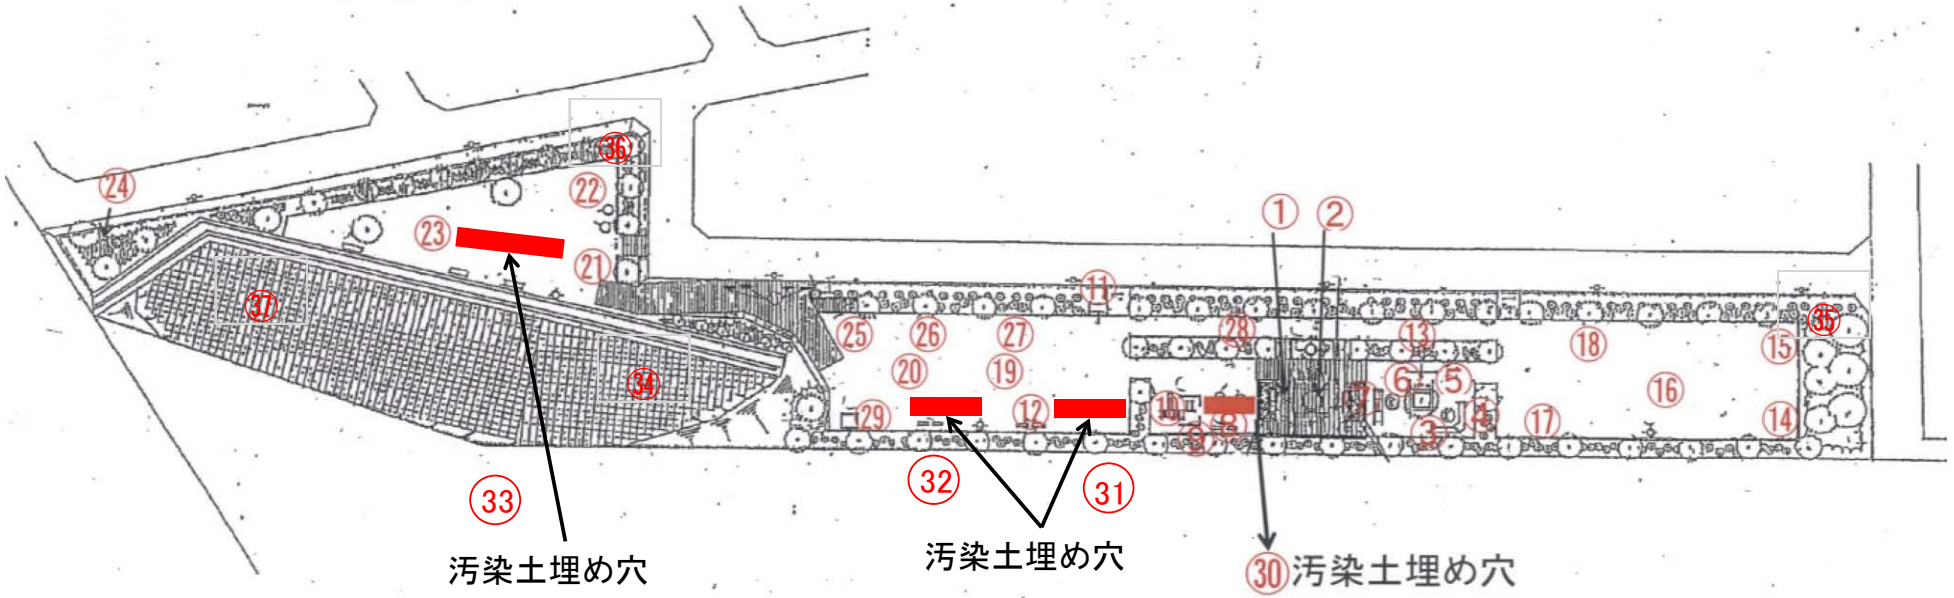 ㊱
㉔
㉒
① ②
㉓
㉑
㊲
⑪
㉟
㉕ ㉖ ㉗ ㉘ ⑬ ⑱ ⑮
⑳ ⑲ ⑥ ⑤
㉞
⑯
⑦
㉙ ⑫ ⑩ ⑧ ④ ⑰ ⑭
⑨ ③
㉝ ㉜ ㉛
汚染土埋め穴
汚染土埋め穴
㉚汚染土埋め穴